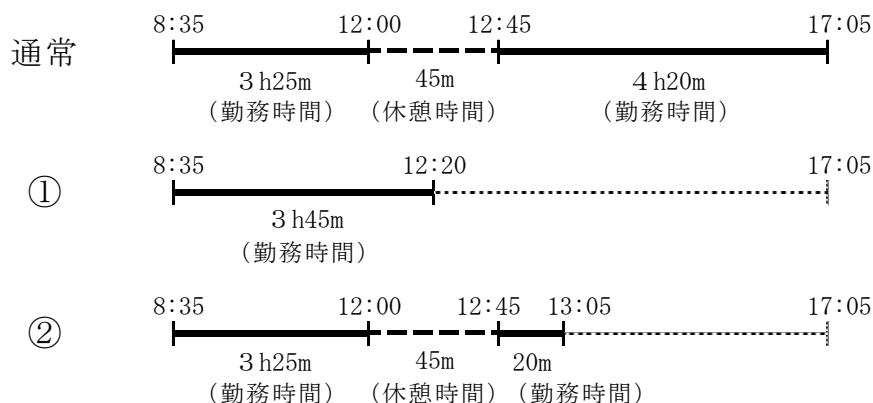 8:35 12:00 12:45 17:05
通常
3h25m 45m 4h20m
(勤務時間) (休憩時間) (勤務時間)
8:35 12:20 17:05
①
3h45m
(勤務時間)
8:35 12:00 12:45 13:05 17:05
②
3h25m 45m 20m
(勤務時間) (休憩時間) (勤務時間)